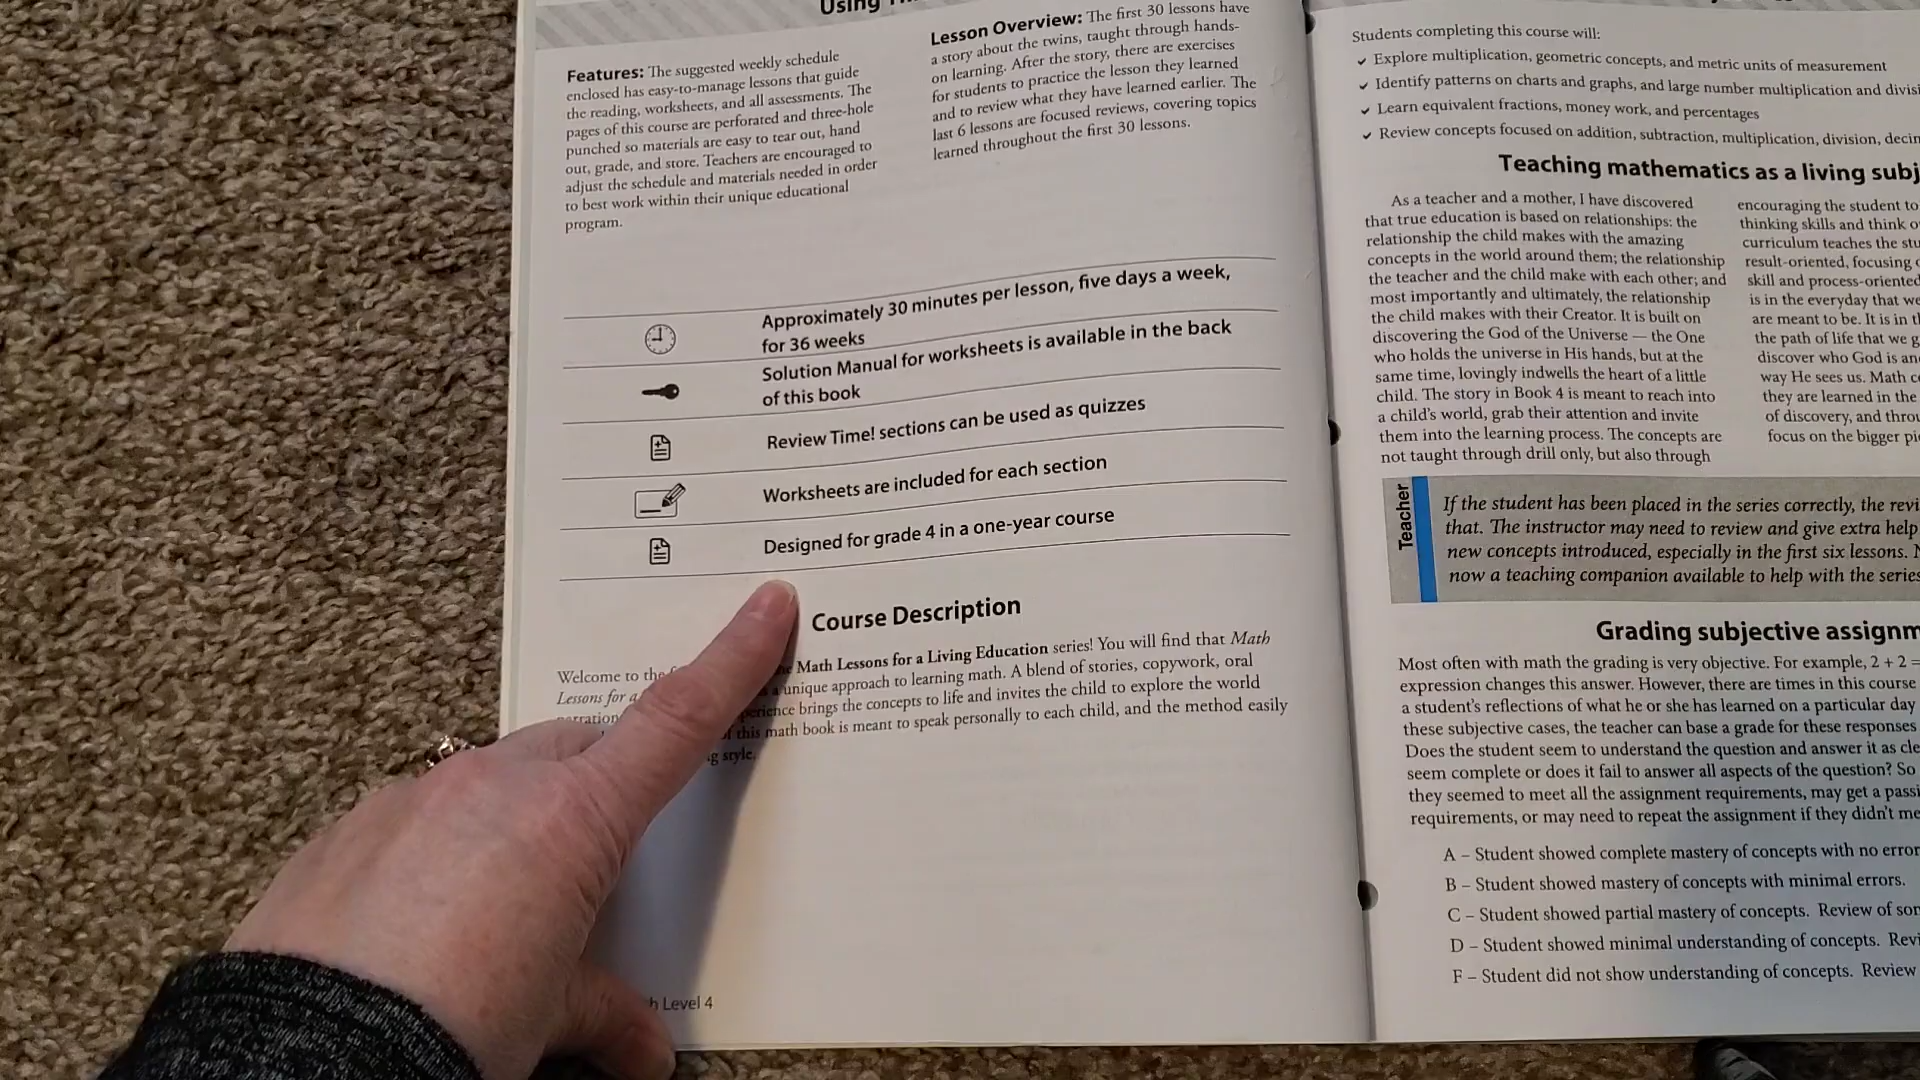 Using
Features: The suggested weekly schedule
enclosed has easy-to-manage lessons that guide
the reading, worksheets, and all assessments. The
pages of this course are perforated and three-hole
punched so materials are easy to tear out, hand
out, grade, and store. Teachers are encouraged to
adjust the schedule and materials needed in order
to best work within their unique educational
program.
Lesson Overview: The first 30 lessons have
a story about the twins, taught through hands-
on learning. After the story, there are exercises
for students to practice the lesson they learned
and to review what they have learned earlier. The
last 6 lessons are focused reviews, covering topics
learned throughout the first 30 lessons.
Approximately 30 minutes per lesson, five days a week,
for 36 weeks
Solution Manual for worksheets is available in the back
of this book
Review Time! sections can be used as quizzes
Worksheets are included for each section
Designed for grade 4 in a one-year course
Course Description
Welcome to the Math Lessons for a Living Education series! You will find that Math
Lessons for a unique approach to learning math. A blend of stories, copywork, oral
brings the concepts to life and invites the child to explore the world
this math book is meant to speak personally to each child, and the method easily
style.
Level 4
Students completing this course will:
✓ Explore multiplication, geometric concepts, and metric units of measurement
✓ Identify patterns on charts and graphs, and large number multiplication and
✓ Learn equivalent fractions, money work, and percentages
✓ Review concepts focused on addition, subtraction, multiplication, division,
Teaching mathematics as a living
As a teacher and a mother, I have discovered
that true education is based on relationships: the
relationship the child makes with the amazing
concepts in the world around them; the relationship
the teacher and the child make with each other; and
most importantly and ultimately, the relationship
the child makes with their Creator. It is built on
discovering the God of the Universe — the One
who holds the universe in His hands, but at the
same time, lovingly indwells the heart of a little
child. The story in Book 4 is meant to reach into
a child's world, grab their attention and invite
them into the learning process. The concepts are
not taught through drill only, but also through
encouraging the student to
thinking skills and think
curriculum teaches the
result-oriented, focusing
skill and process-oriented
is in the everyday that we
are meant to be. It is in
the path of life that we
discover who God is
way He sees us. Math
they are learned in the
of discovery, and
focus on the bigger
Teacher
If the student has been placed in the series correctly, the
that. The instructor may need to review and give extra help
new concepts introduced, especially in the first six lessons.
now a teaching companion available to help with the series
Grading subjective
Most often with math the grading is very objective. For example, 2 + 2 =
expression changes this answer. However, there are times in this course
a student's reflections of what he or she has learned on a particular day
these subjective cases, the teacher can base a grade for these responses
Does the student seem to understand the question and answer it as
seem complete or does it fail to answer all aspects of the question? So
they seemed to meet all the assignment requirements, may get a
requirements, or may need to repeat the assignment if they didn't
A – Student showed complete mastery of concepts with no
B – Student showed mastery of concepts with minimal errors.
C – Student showed partial mastery of concepts. Review of
D – Student showed minimal understanding of concepts.
F – Student did not show understanding of concepts. Review